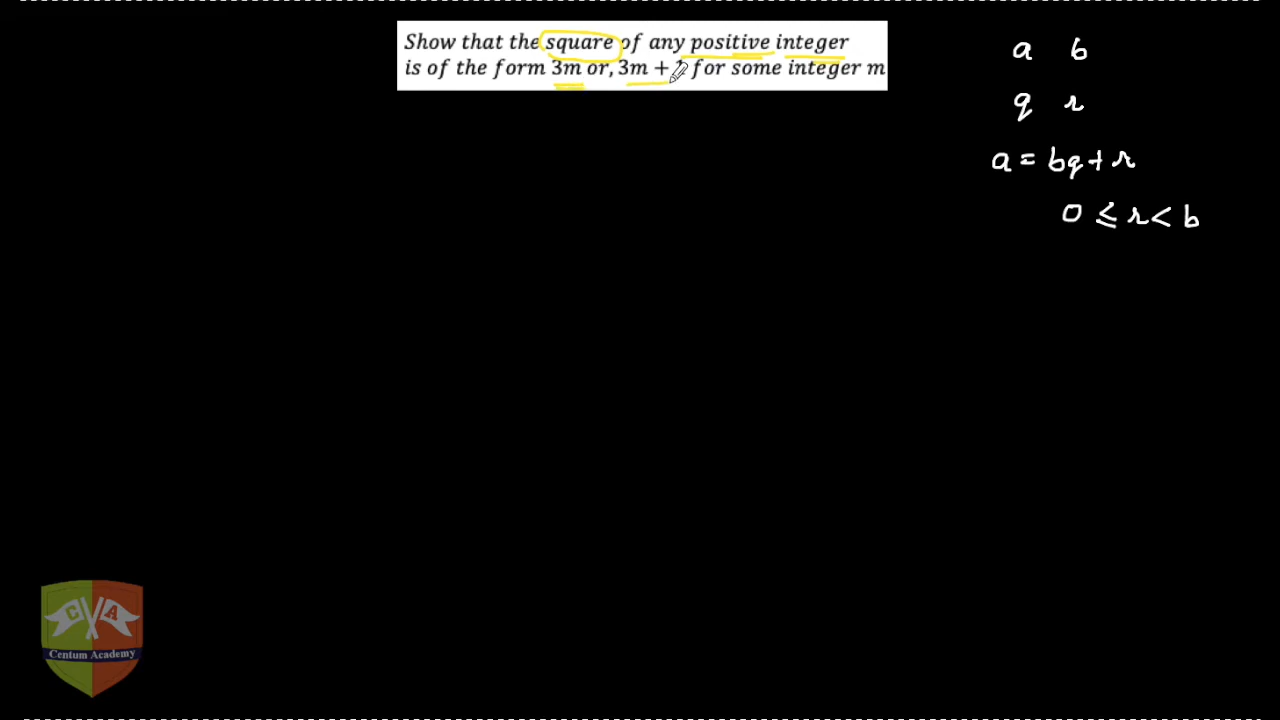 Show that the square of any positive integer
is of the form 3m or, 3m + for some integer m
a b
q r
a = bq + r
0 ≤ r < b
C A
Centum Academy